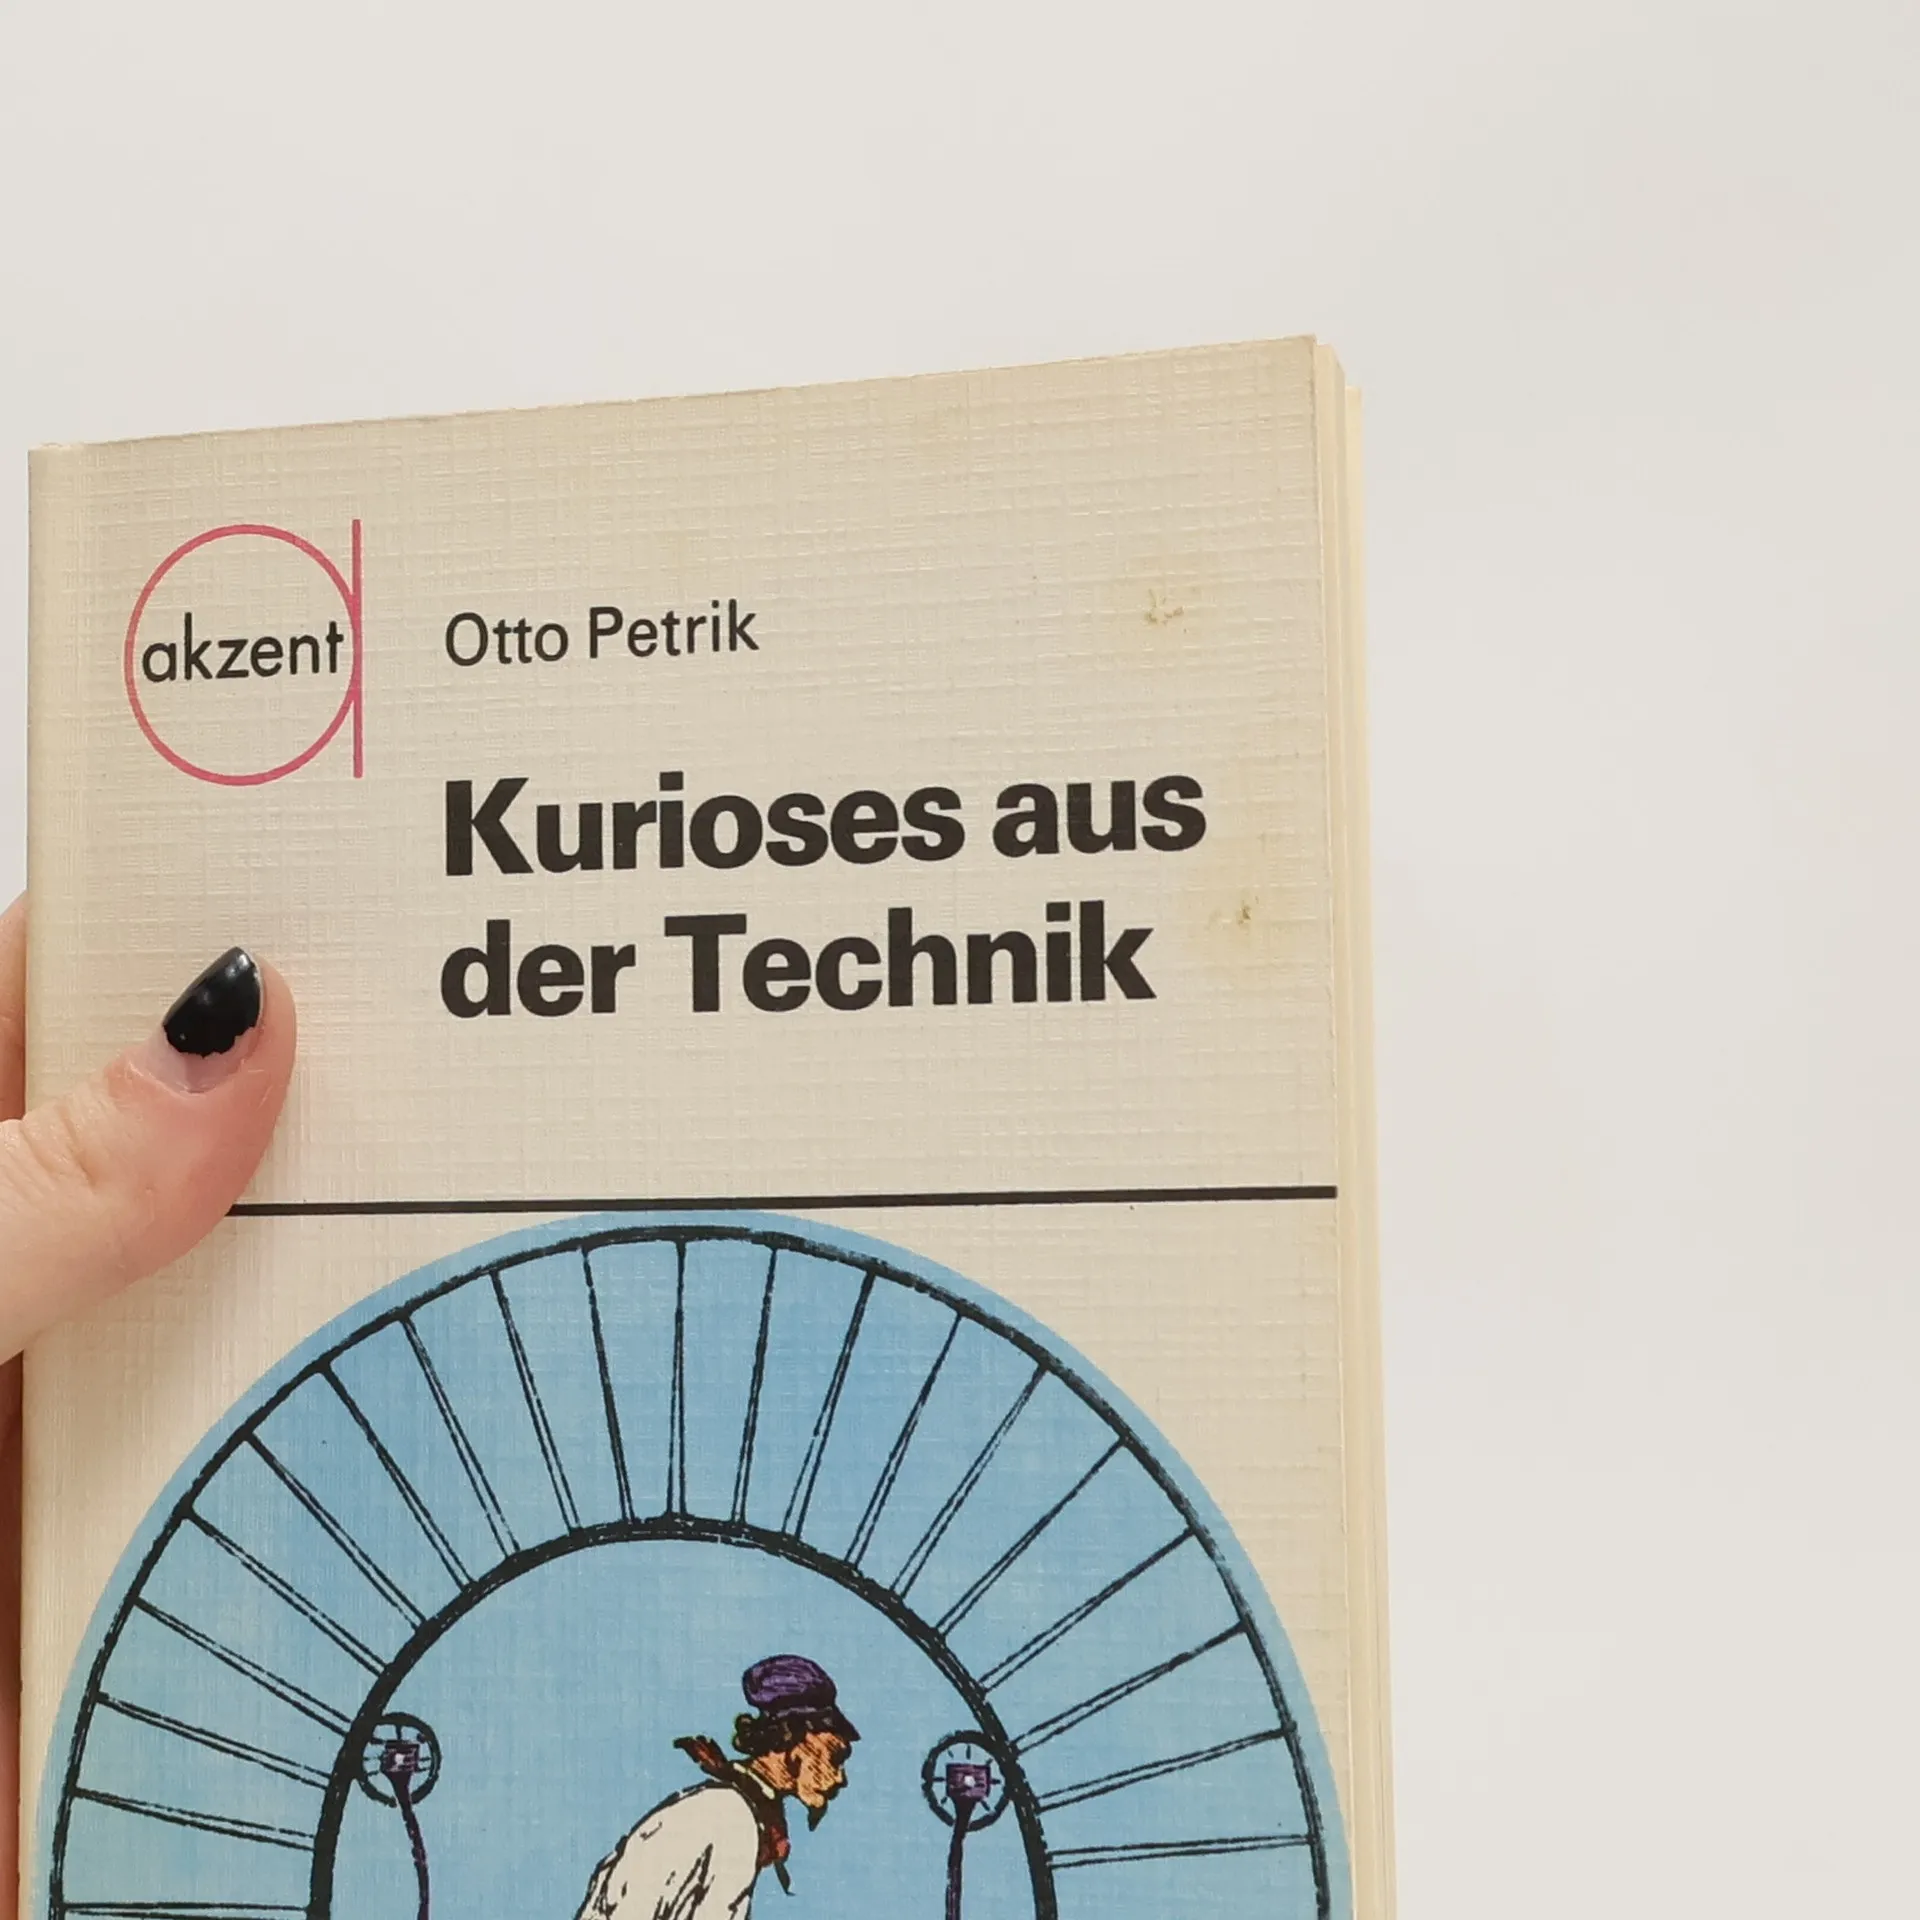 akzent
Otto Petrik
Kurioses aus
der Technik